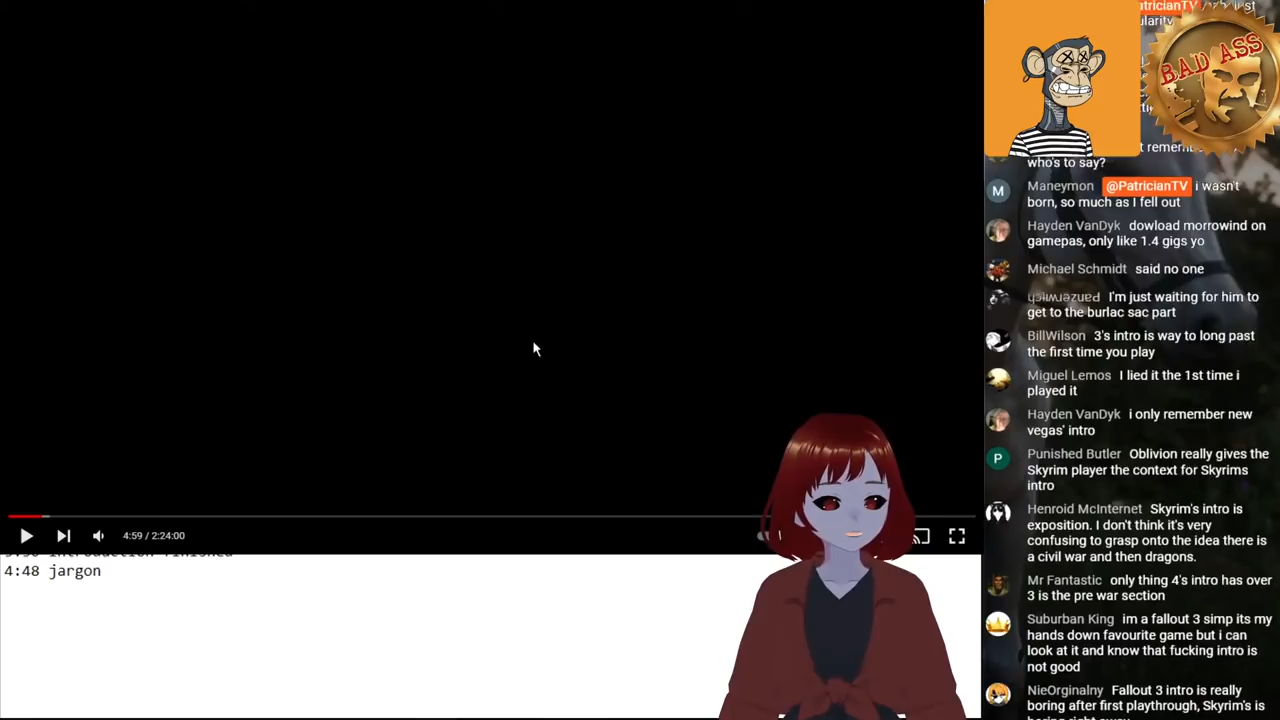 4:59 / 2:24:00
4:48 jargon
BAD ASS
PatricianTV
who's to say?
Maneymon @PatricianTV i wasn't
born, so much as I fell out
Hayden VanDyk dowload morrowind on
gamepas, only like 1.4 gigs yo
Michael Schmidt said no one
I'm just waiting for him to
get to the burlac sac part
BillWilson 3's intro is way to long past
the first time you play
Miguel Lemos I lied it the 1st time i
played it
Hayden VanDyk i only remember new
vegas' intro
P
M
Punished Butler Oblivion really gives the
Skyrim player the context for Skyrims
intro
Henroid McInternet Skyrim's intro is
exposition. I don't think it's very
confusing to grasp onto the idea there is
a civil war and then dragons.
Mr Fantastic only thing 4's intro has over
3 is the pre war section
Suburban King im a fallout 3 simp its my
hands down favourite game but i can
look at it and know that fucking intro is
not good
NieOrginalny Fallout 3 intro is really
boring after first playthrough, Skyrim's is